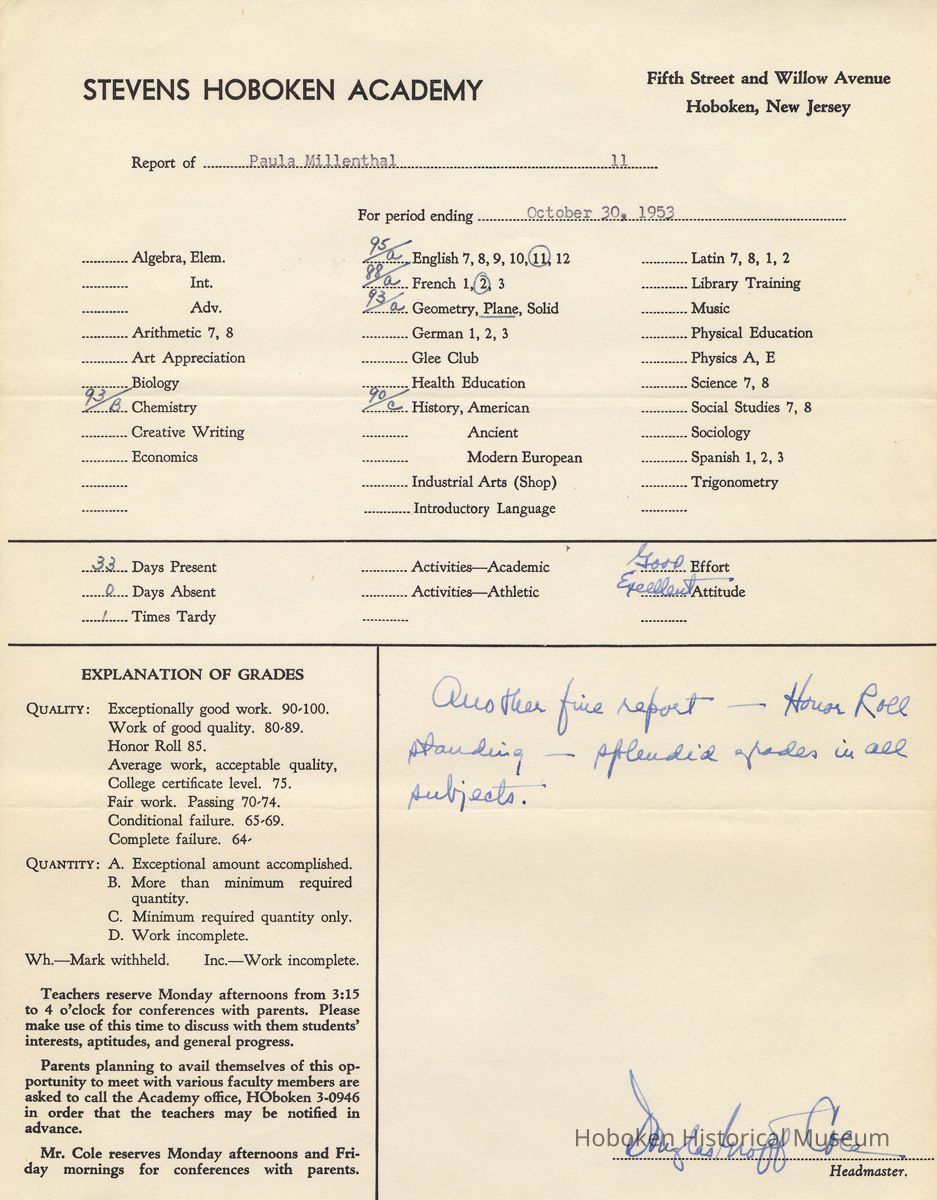 STEVENS HOBOKEN ACADEMY
Fifth Street and Willow Avenue
Hoboken, New Jersey
Report of Paula Millenthal 11
For period ending October 30, 1953
Algebra, Elem.
Int.
Adv.
Arithmetic 7, 8
Art Appreciation
Biology
93/B Chemistry
Creative Writing
Economics
95/a English 7, 8, 9, 10, 11, 12
88/a French 1, 2, 3
93/a Geometry, Plane, Solid
German 1, 2, 3
Glee Club
Health Education
90/c History, American
Ancient
Modern European
Industrial Arts (Shop)
Introductory Language
Latin 7, 8, 1, 2
Library Training
Music
Physical Education
Physics A, E
Science 7, 8
Social Studies 7, 8
Sociology
Spanish 1, 2, 3
Trigonometry
33 Days Present
0 Days Absent
1 Times Tardy
Activities—Academic
Activities—Athletic
Good Effort
Excellent Attitude
EXPLANATION OF GRADES
QUALITY: Exceptionally good work. 90-100.
Work of good quality. 80-89.
Honor Roll 85.
Average work, acceptable quality,
College certificate level. 75.
Fair work. Passing 70-74.
Conditional failure. 65-69.
Complete failure. 64-
QUANTITY: A. Exceptional amount accomplished.
B. More than minimum required
quantity.
C. Minimum required quantity only.
D. Work incomplete.
Wh.—Mark withheld. Inc.—Work incomplete.
Teachers reserve Monday afternoons from 3:15
to 4 o'clock for conferences with parents. Please
make use of this time to discuss with them students'
interests, aptitudes, and general progress.
Parents planning to avail themselves of this op-
portunity to meet with various faculty members are
asked to call the Academy office, HOboken 3-0946
in order that the teachers may be notified in
advance.
Mr. Cole reserves Monday afternoons and Fri-
day mornings for conferences with parents.
Another fine report — Honor Roll
standing — splendid grades in all
subjects.
Douglas Groff Cole
Hoboken Historical Museum
Headmaster.